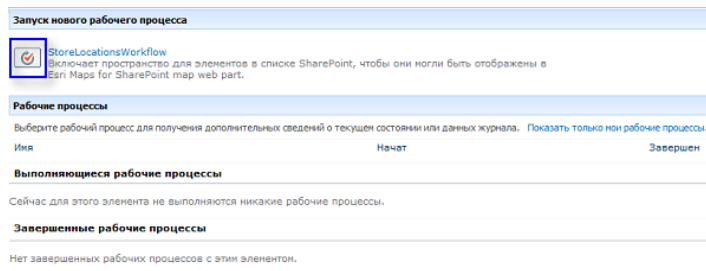 Запуск нового рабочего процесса
StoreLocationsWorkflow
Включает пространство для элементов в списке SharePoint, чтобы они могли быть отображены в
Esri Maps for SharePoint map web part.
Рабочие процессы
Выберите рабочий процесс для получения дополнительных сведений о текущем состоянии или данных журнала. Показать только мои рабочие процессы.
Имя Начат Завершен
Выполняющиеся рабочие процессы
Сейчас для этого элемента не выполняются никакие рабочие процессы.
Завершенные рабочие процессы
Нет завершенных рабочих процессов с этим элементом.